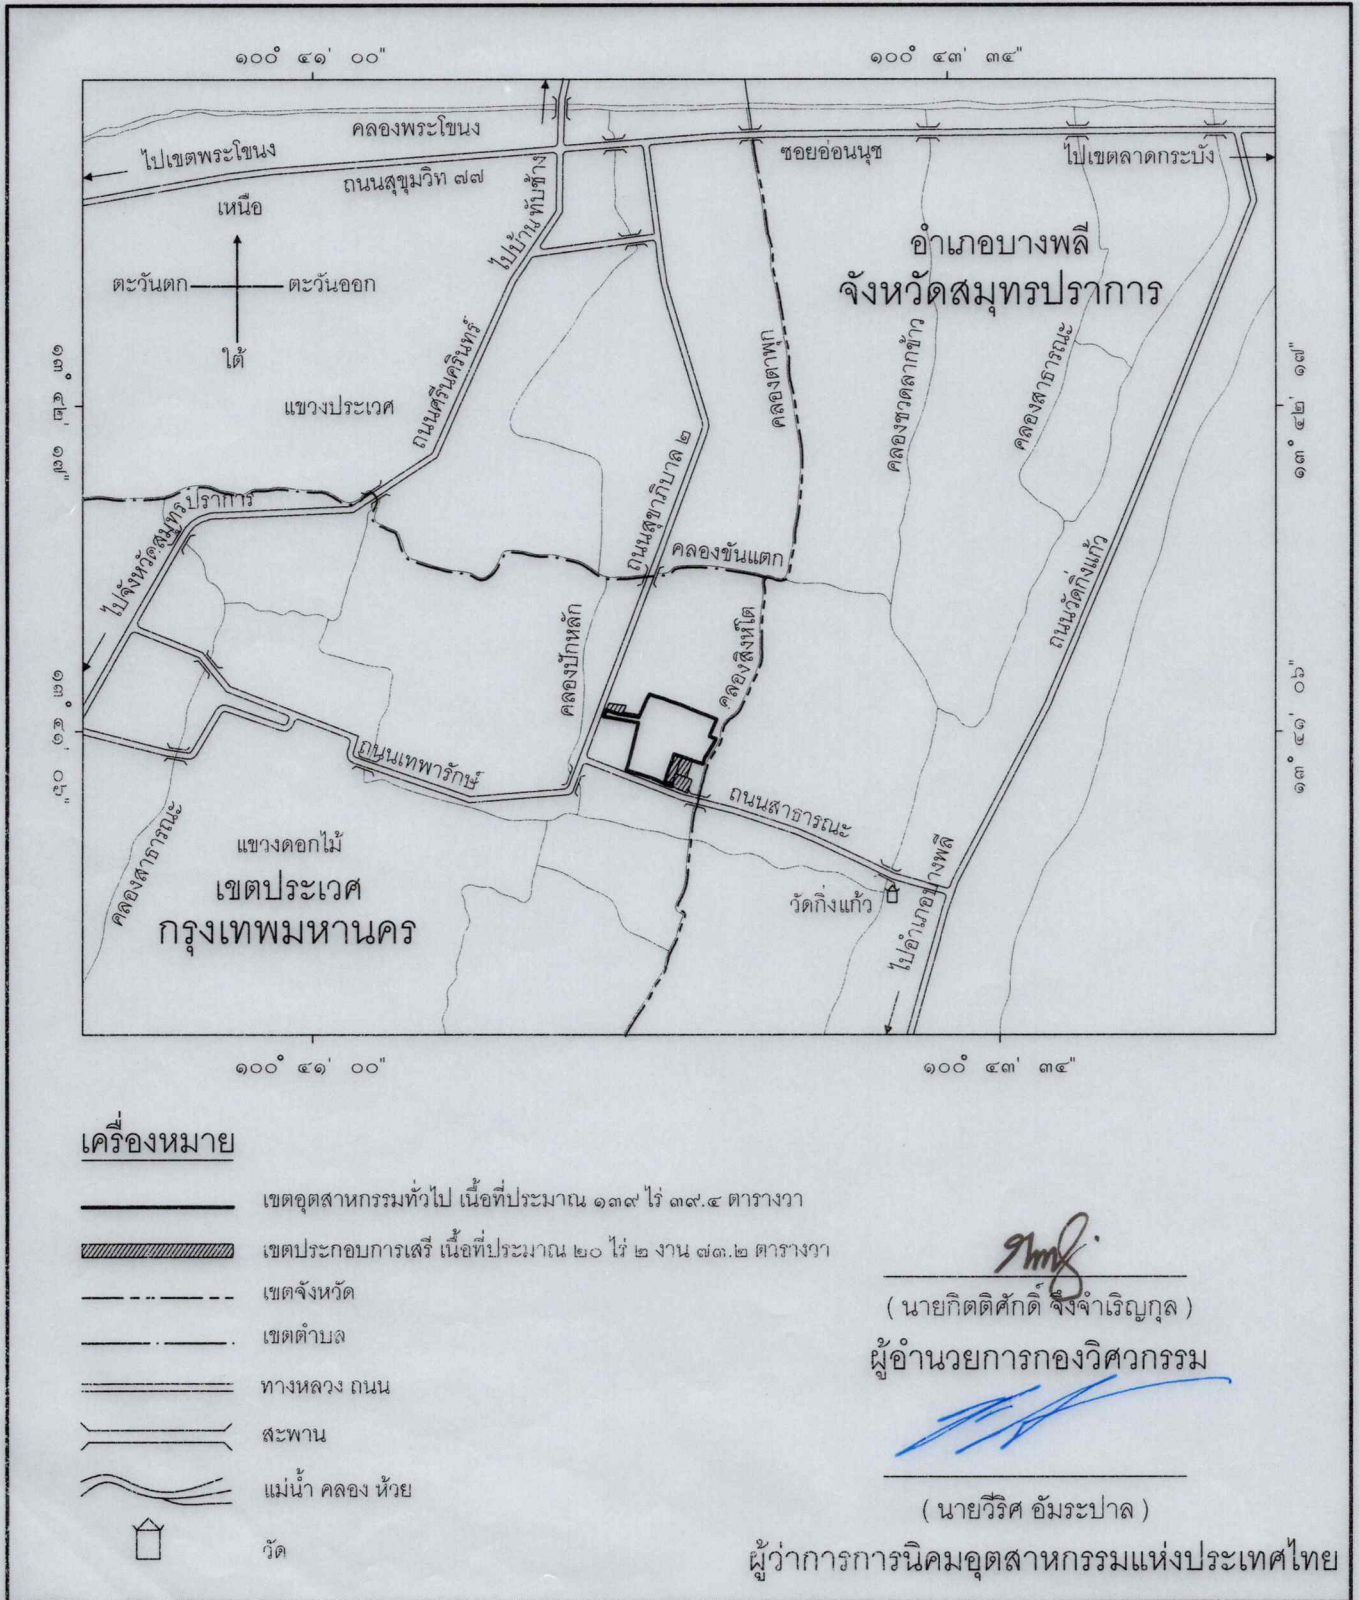 ๑๐๐° ๔๑' ๐๐"
๑๐๐° ๔๓' ๓๔"
คลองพระโขนง
ไปเขตพระโขนง
ถนนสุขุมวิท ๗๗
ซอยอ่อนนุช
ไปเขตลาดกระบัง
ไปบ้านทับช้าง
เหนือ
ตะวันตก
ตะวันออก
ใต้
อำเภอบางพลี
จังหวัดสมุทรปราการ
๑๓° ๔๒' ๑๗"
๑๓° ๔๒' ๑๗"
แขวงประเวศ
ถนนศรีนครินทร์
คลองตาพุก
คลองชวดลากข้าว
คลองสาธารณะ
ถนนสุขาภิบาล ๒
ไปจังหวัดสมุทรปราการ
คลองขันแตก
ถนนวัดกิ่งแก้ว
คลองปักหลัก
คลองสิงห์โต
๑๓° ๔๑' ๐๖"
๑๓° ๔๑' ๐๖"
ถนนเทพารักษ์
ถนนสาธารณะ
คลองสาธารณะ
แขวงดอกไม้
เขตประเวศ
กรุงเทพมหานคร
วัดกิ่งแก้ว
ไปอำเภอบางพลี
๑๐๐° ๔๑' ๐๐"
๑๐๐° ๔๓' ๓๔"
เครื่องหมาย
เขตอุตสาหกรรมทั่วไป เนื้อที่ประมาณ ๑๓๙ ไร่ ๓๙.๔ ตารางวา
เขตประกอบการเสรี เนื้อที่ประมาณ ๒๐ ไร่ ๒ งาน ๗๓.๒ ตารางวา
เขตจังหวัด
เขตตำบล
ทางหลวง ถนน
สะพาน
แม่น้ำ คลอง ห้วย
วัด
( นายกิตติศักดิ์ จึงจำเริญกุล )
ผู้อำนวยการกองวิศวกรรม
( นายวีริศ อัมระปาล )
ผู้ว่าการการนิคมอุตสาหกรรมแห่งประเทศไทย